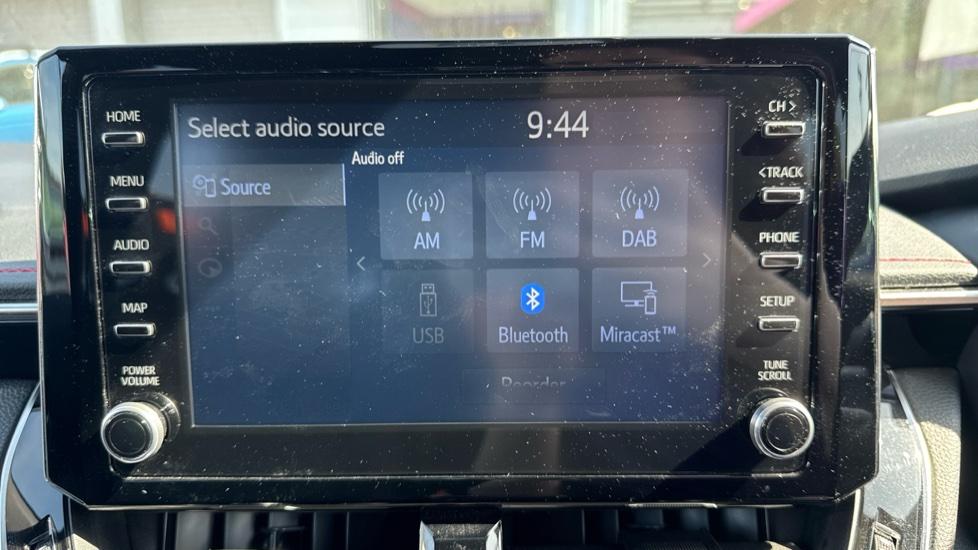 HOME
MENU
AUDIO
MAP
POWER
VOLUME
Select audio source
9:44
Audio off
Source
AM
FM
DAB
USB
Bluetooth
Miracast™
Reorder
CH >
< TRACK
PHONE
SETUP
TUNE
SCROLL